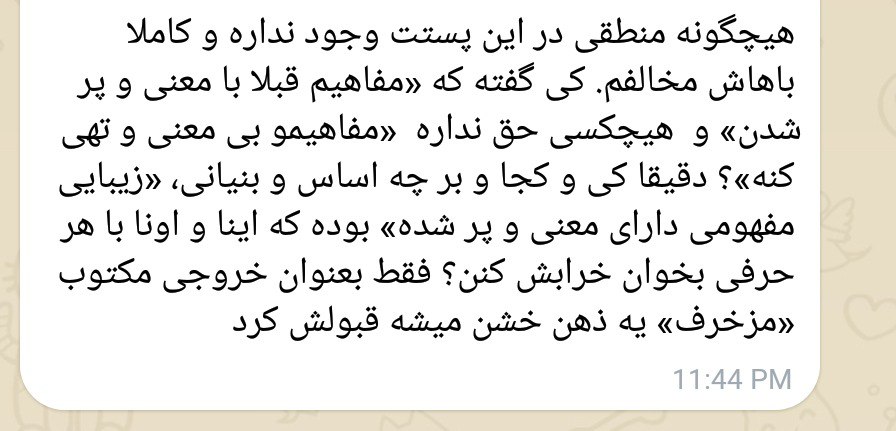 هیچگونه منطقی در این پستت وجود نداره و کاملا
باهاش مخالفم. کی گفته که «مفاهیم قبلا با معنی و پر
شدن» و هیچکسی حق نداره «مفاهیمو بی معنی و تهی
کنه»؟ دقیقا کی و کجا و بر چه اساس و بنیانی، «زیبایی
مفهومی دارای معنی و پر شده» بوده که اینا و اونا با هر
حرفی بخوان خرابش کنن؟ فقط بعنوان خروجی مکتوب
«مزخرف» یه ذهن خشن میشه قبولش کرد
11:44 PM